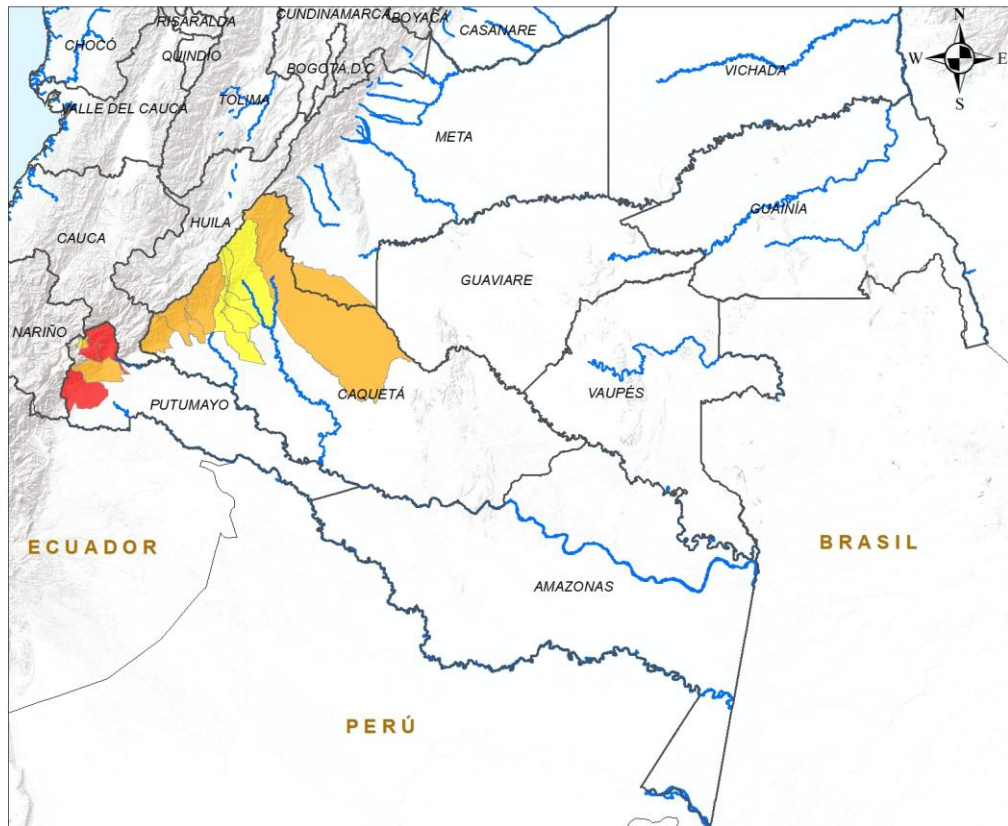 CUNDINAMARCA
BOYACÁ
RISARALDA
CASANARE
N
CHOCÓ
QUINDIO
BOGOTÁ D.C
W
E
VICHADA
S
VALLE DEL CAUCA
TOLIMA
META
GUAINÍA
HUILA
CAUCA
GUAVIARE
NARIÑO
CAQUETÁ
VAUPÉS
PUTUMAYO
ECUADOR
BRASIL
AMAZONAS
PERÚ